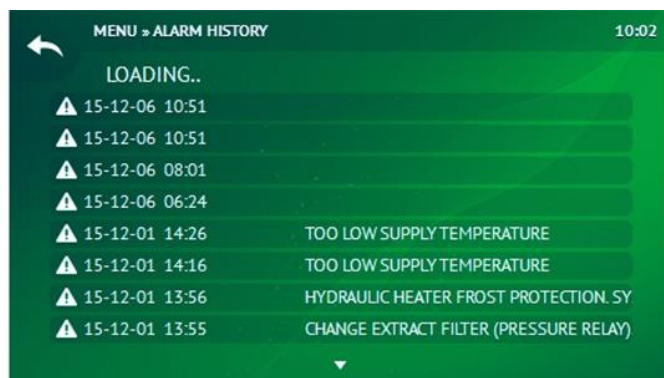 MENU » ALARM HISTORY 10:02
LOADING..
15-12-06 10:51
15-12-06 10:51
15-12-06 08:01
15-12-06 06:24
15-12-01 14:26 TOO LOW SUPPLY TEMPERATURE
15-12-01 14:16 TOO LOW SUPPLY TEMPERATURE
15-12-01 13:56 HYDRAULIC HEATER FROST PROTECTION. SY
15-12-01 13:55 CHANGE EXTRACT FILTER (PRESSURE RELAY)